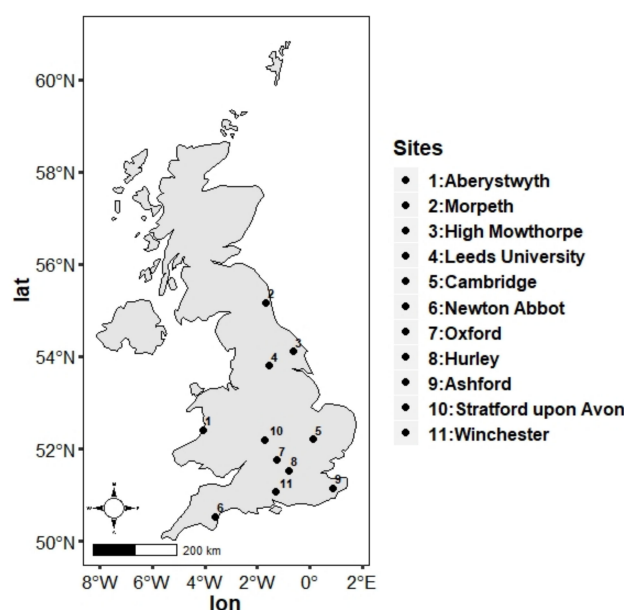 60°N
58°N
56°N
54°N
52°N
50°N
lat
2
3
4
1
10
5
7
8
11
9
6
N
200 km
8°W
6°W
4°W
2°W
0°
2°E
lon
Sites
1:Aberystwyth
2:Morpeth
3:High Mowthorpe
4:Leeds University
5:Cambridge
6:Newton Abbot
7:Oxford
8:Hurley
9:Ashford
10:Stratford upon Avon
11:Winchester